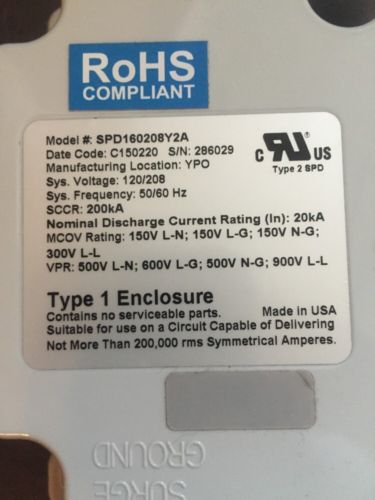 RoHS
COMPLIANT
Model #: SPD160208Y2A
Date Code: C150220 S/N: 286029
Manufacturing Location: YPO
Sys. Voltage: 120/208
Sys. Frequency: 50/60 Hz
SCCR: 200kA
C RU US
Type 2 SPD
Nominal Discharge Current Rating (In): 20kA
MCOV Rating: 150V L-N; 150V L-G; 150V N-G;
300V L-L
VPR: 500V L-N; 600V L-G; 500V N-G; 900V L-L
Type 1 Enclosure
Contains no serviceable parts. Made in USA
Suitable for use on a Circuit Capable of Delivering
Not More Than 200,000 rms Symmetrical Amperes.
GROUND
SURGE